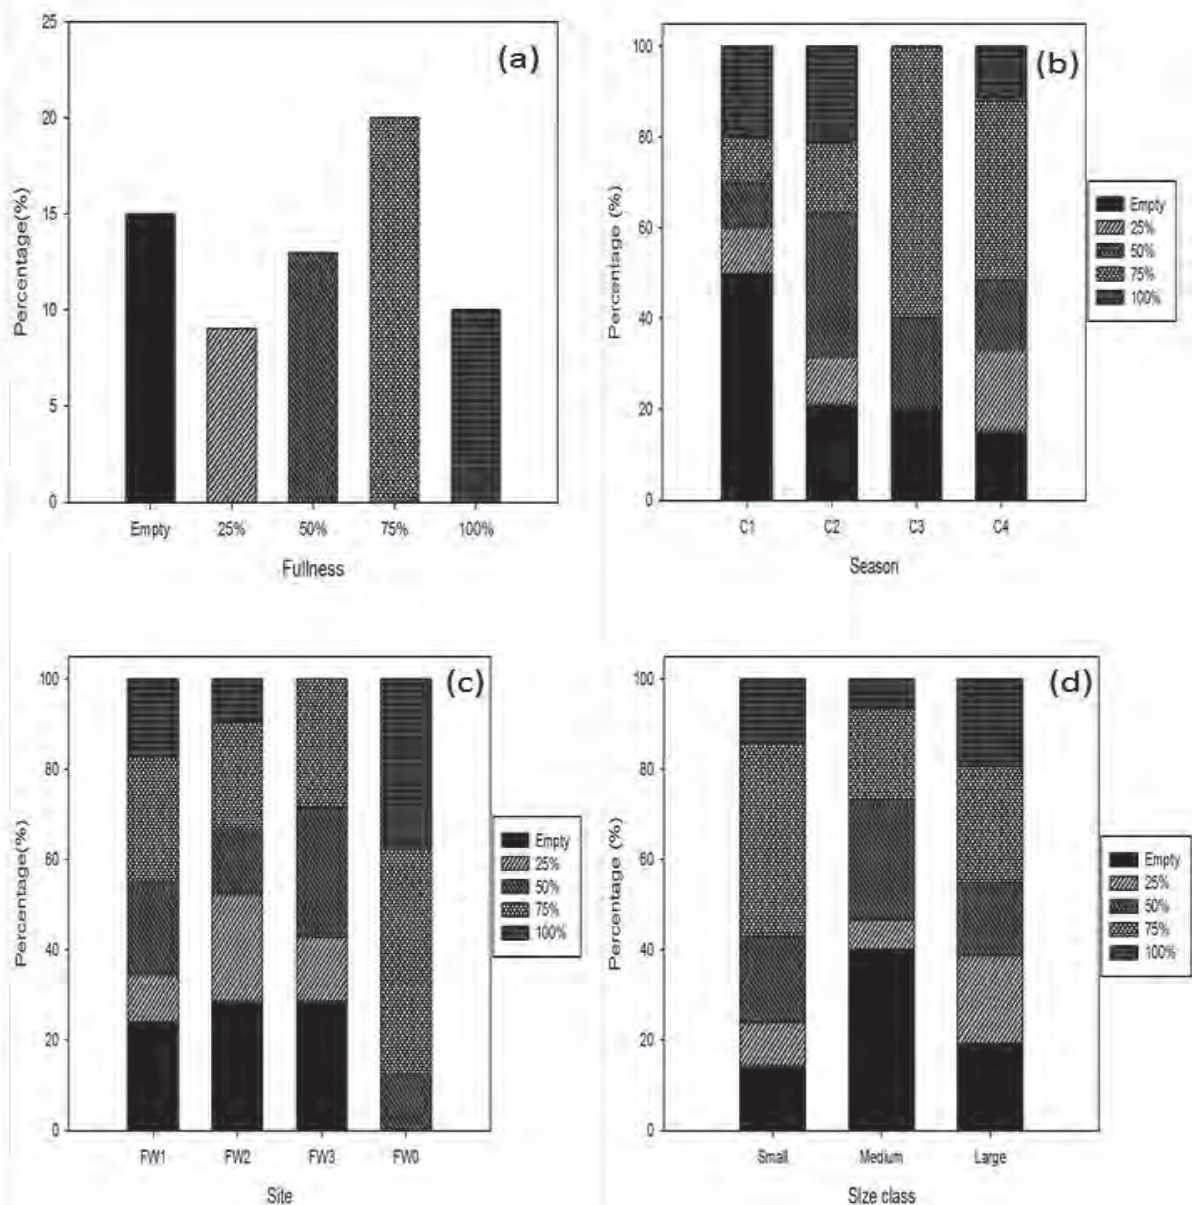 (a)
25
20
15
10
5
0
Percentage(%)
Empty 25% 50% 75% 100%
Fullness
(b)
100
80
60
40
20
0
Percentage (%)
C1 C2 C3 C4
Season
Empty
25%
50%
75%
100%
(c)
100
80
60
40
20
0
Percentage(%)
FW1 FW2 FW3 FW0
Site
Empty
25%
50%
75%
100%
(d)
100
80
60
40
20
0
Percentage (%)
Small Medium Large
Size class
Empty
25%
50%
75%
100%